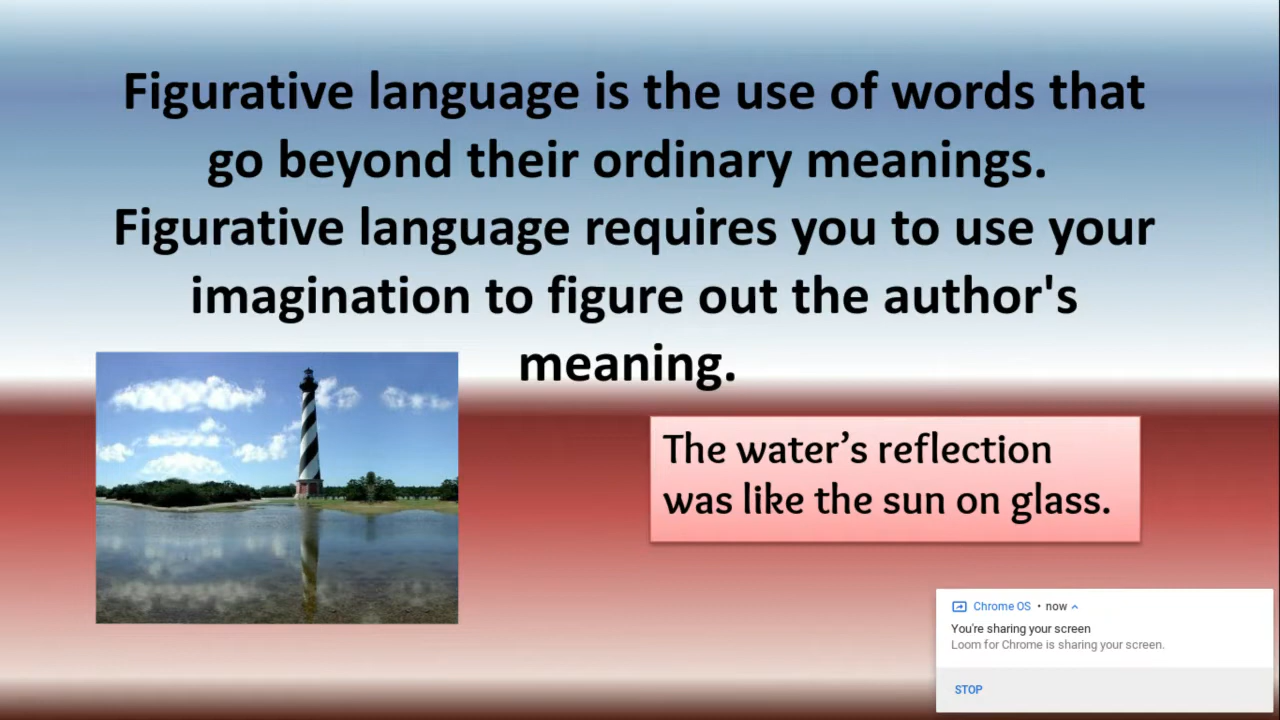 Figurative language is the use of words that
go beyond their ordinary meanings.
Figurative language requires you to use your
imagination to figure out the author's
meaning.
The water’s reflection
was like the sun on glass.
Chrome OS • now
You're sharing your screen
Loom for Chrome is sharing your screen.
STOP